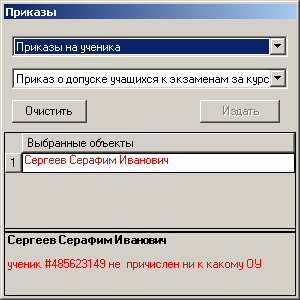 Приказы
Приказы на ученика
Приказ о допуске учащихся к экзаменам за курс
Очистить
Издать
Выбранные объекты
1 Сергеев Серафим Иванович
Сергеев Серафим Иванович
ученик #485623149 не причислен ни к какому ОУ